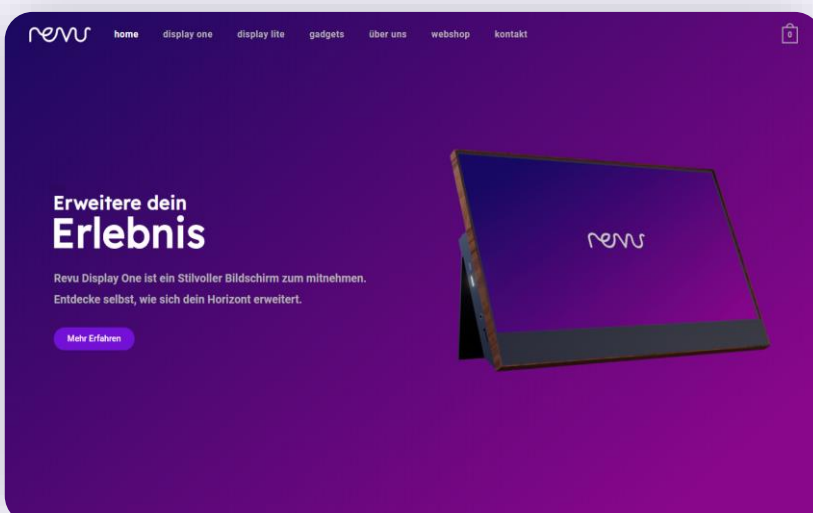 revu
home
display one
display lite
gadgets
über uns
webshop
kontakt
0
Erweitere dein
Erlebnis
Revu Display One ist ein Stilvoller Bildschirm zum mitnehmen.
Entdecke selbst, wie sich dein Horizont erweitert.
Mehr Erfahren
revu